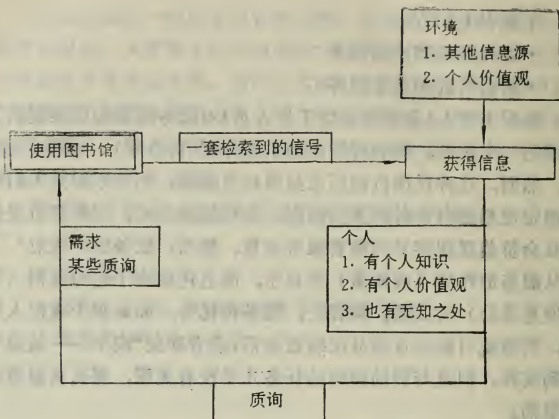 环境
1. 其他信息源
2. 个人价值观
使用图书馆
一套检索到的信号
获得信息
需求
某些质询
个人
1. 有个人知识
2. 有个人价值观
3. 也有无知之处
质询